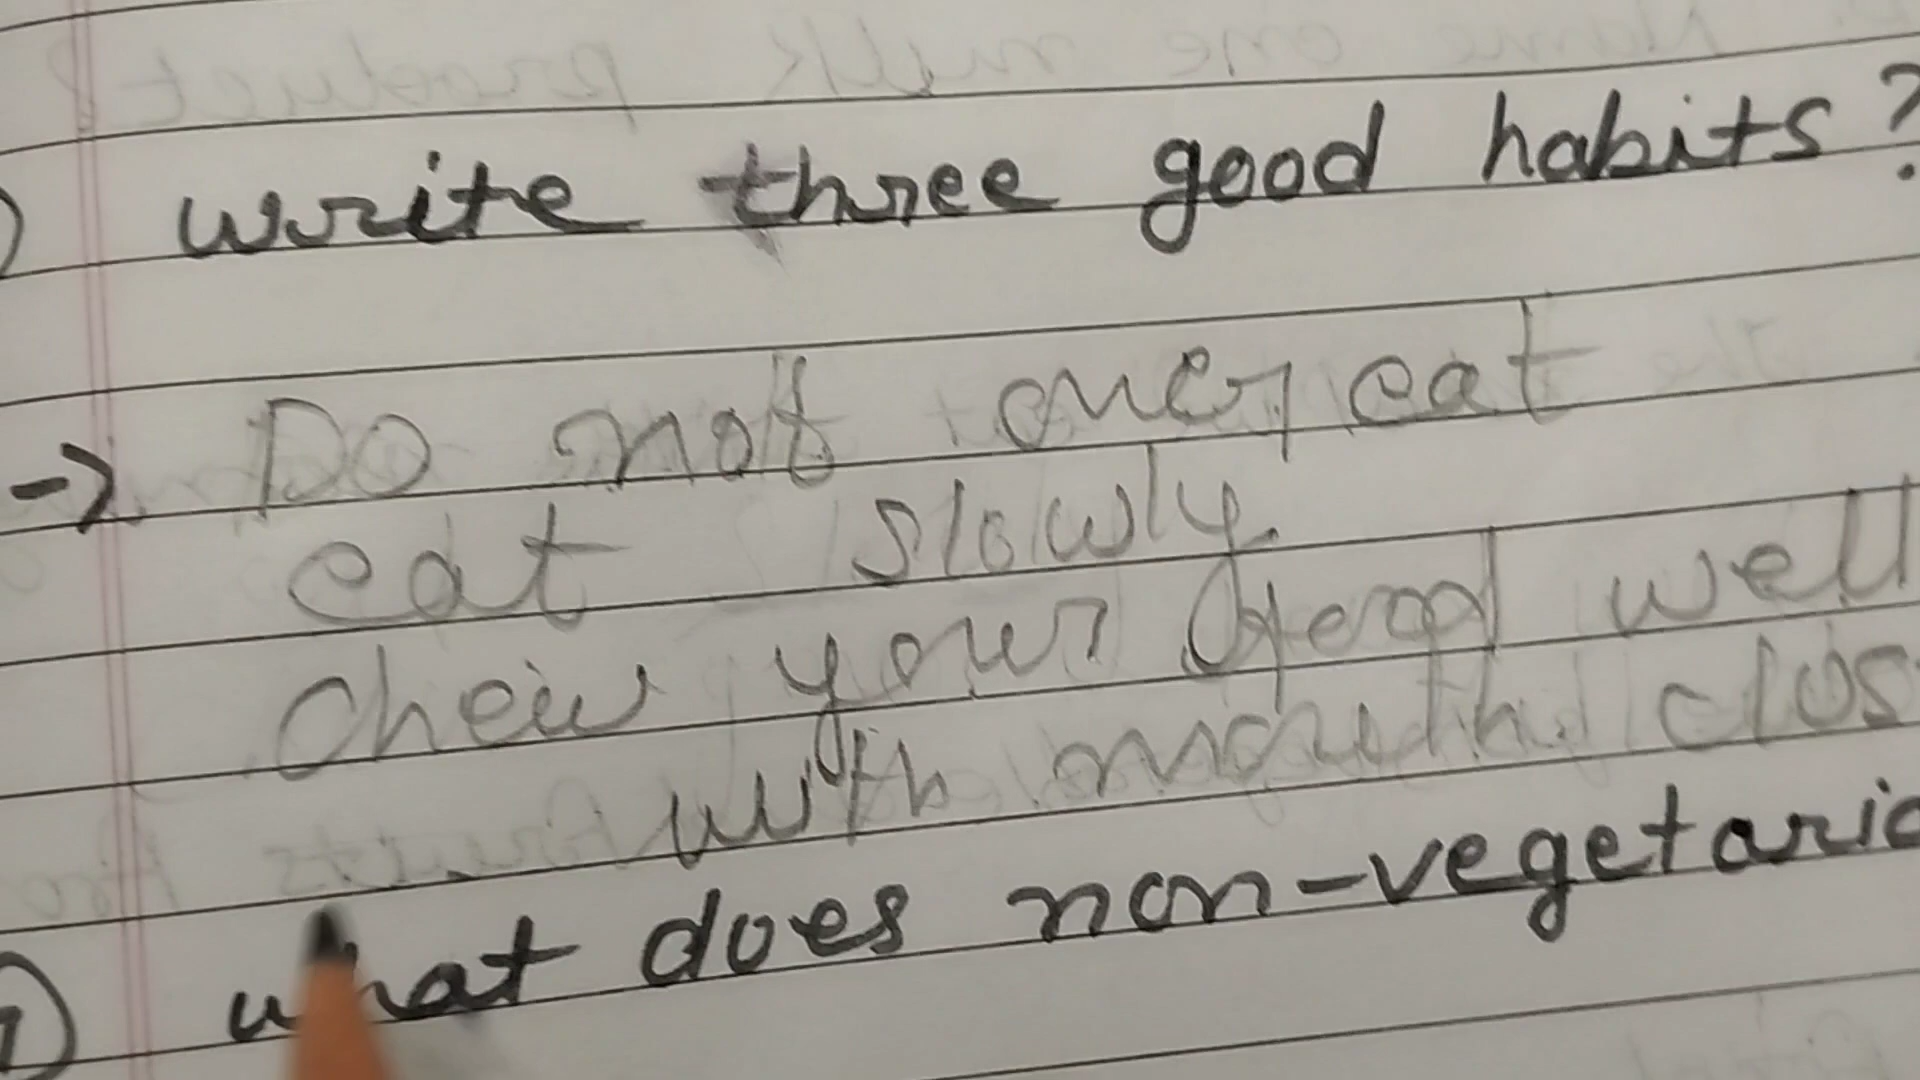 write three good habits?
→ Do not over eat
eat slowly.
chew your food well
with mouth clos
what does non-vegetaria